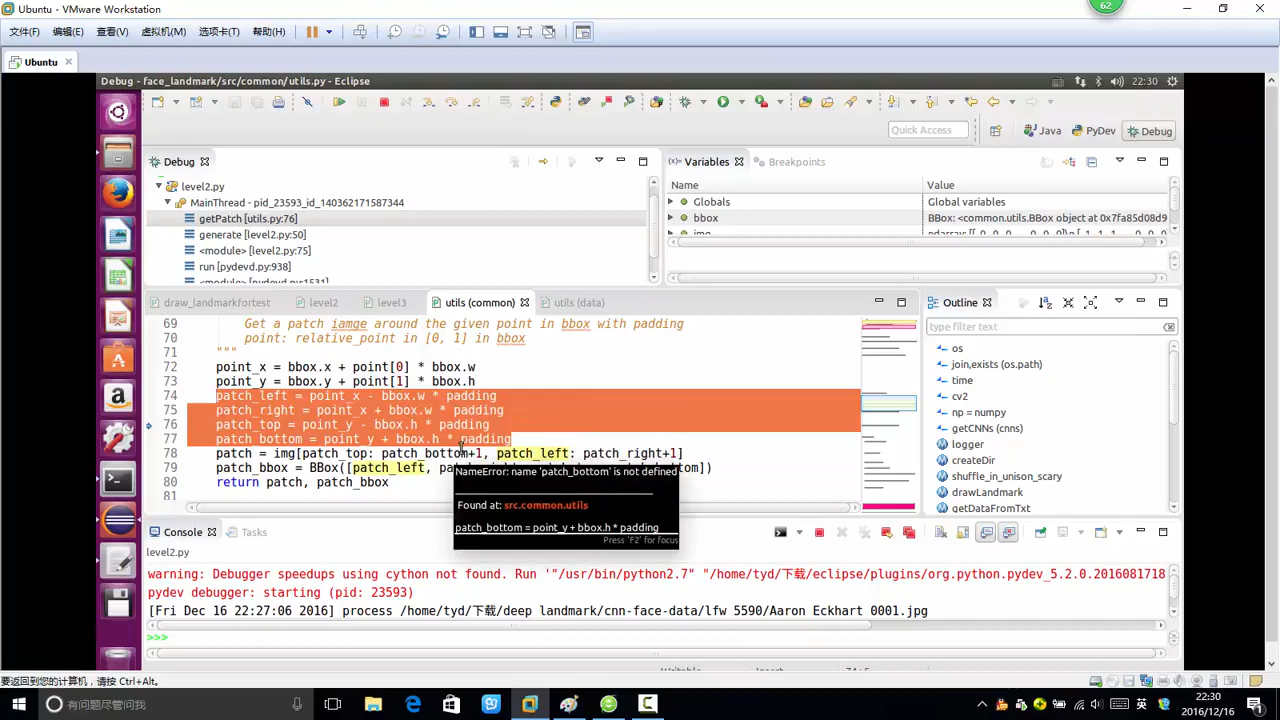 62
Ubuntu - VMware Workstation
文件(F) 编辑(E) 查看(V) 虚拟机(M) 选项卡(T) 帮助(H)
Ubuntu
Debug - face_landmark/src/common/utils.py - Eclipse
22:30
Quick Access
Java
PyDev
Debug
Debug
level2.py
MainThread - pid_23593_id_140362171587344
getPatch [utils.py:76]
generate [level2.py:50]
<module> [level2.py:75]
run [pydevd.py:938]
<module> [pydevd.py:1531]
Variables
Breakpoints
Name Value
Globals Global variables
bbox BBox: <common.utils.BBox object at 0x7fa85d08d9
draw_landmarkfortest level2 level3 utils (common) utils (data)
69 Get a patch iamge around the given point in bbox with padding
70 point: relative_point in [0, 1] in bbox
71 """
72 point_x = bbox.x + point[0] * bbox.w
73 point_y = bbox.y + point[1] * bbox.h
74 patch_left = point_x - bbox.w * padding
75 patch_right = point_x + bbox.w * padding
76 patch_top = point_y - bbox.h * padding
77 patch_bottom = point_y + bbox.h * padding
78 patch = img[patch_top: patch_bottom+1, patch_left: patch_right+1]
79 patch_bbox = BBox([patch_left,
80 return patch, patch_bbox
81
NameError: name 'patch_bottom' is not defined
Found at: src.common.utils
patch_bottom = point_y + bbox.h * padding
Press 'F2' for focus
Outline
type filter text
os
join,exists (os.path)
time
cv2
np = numpy
getCNNs (cnns)
logger
createDir
shuffle_in_unison_scary
drawLandmark
getDataFromTxt
Console
Tasks
level2.py
warning: Debugger speedups using cython not found. Run '"/usr/bin/python2.7" "/home/tyd/下载/eclipse/plugins/org.python.pydev_5.2.0.2016081718
pydev debugger: starting (pid: 23593)
[Fri Dec 16 22:27:06 2016] process /home/tyd/下载/deep landmark/cnn-face-data/lfw 5590/Aaron Eckhart 0001.jpg
>>>
要返回到您的计算机，请按 Ctrl+Alt。
有问题尽管问我
英
22:30
2016/12/16